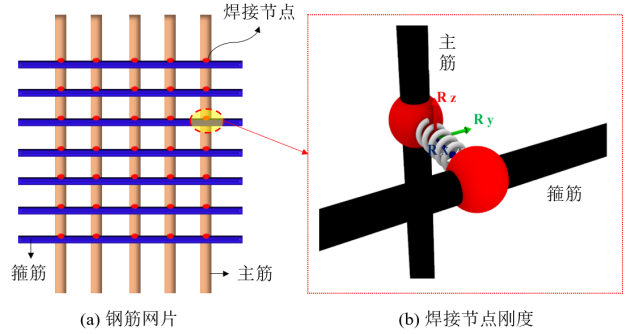 焊接节点
箍筋
主筋
(a) 钢筋网片
主
筋
R z
R y
R x
箍筋
(b) 焊接节点刚度